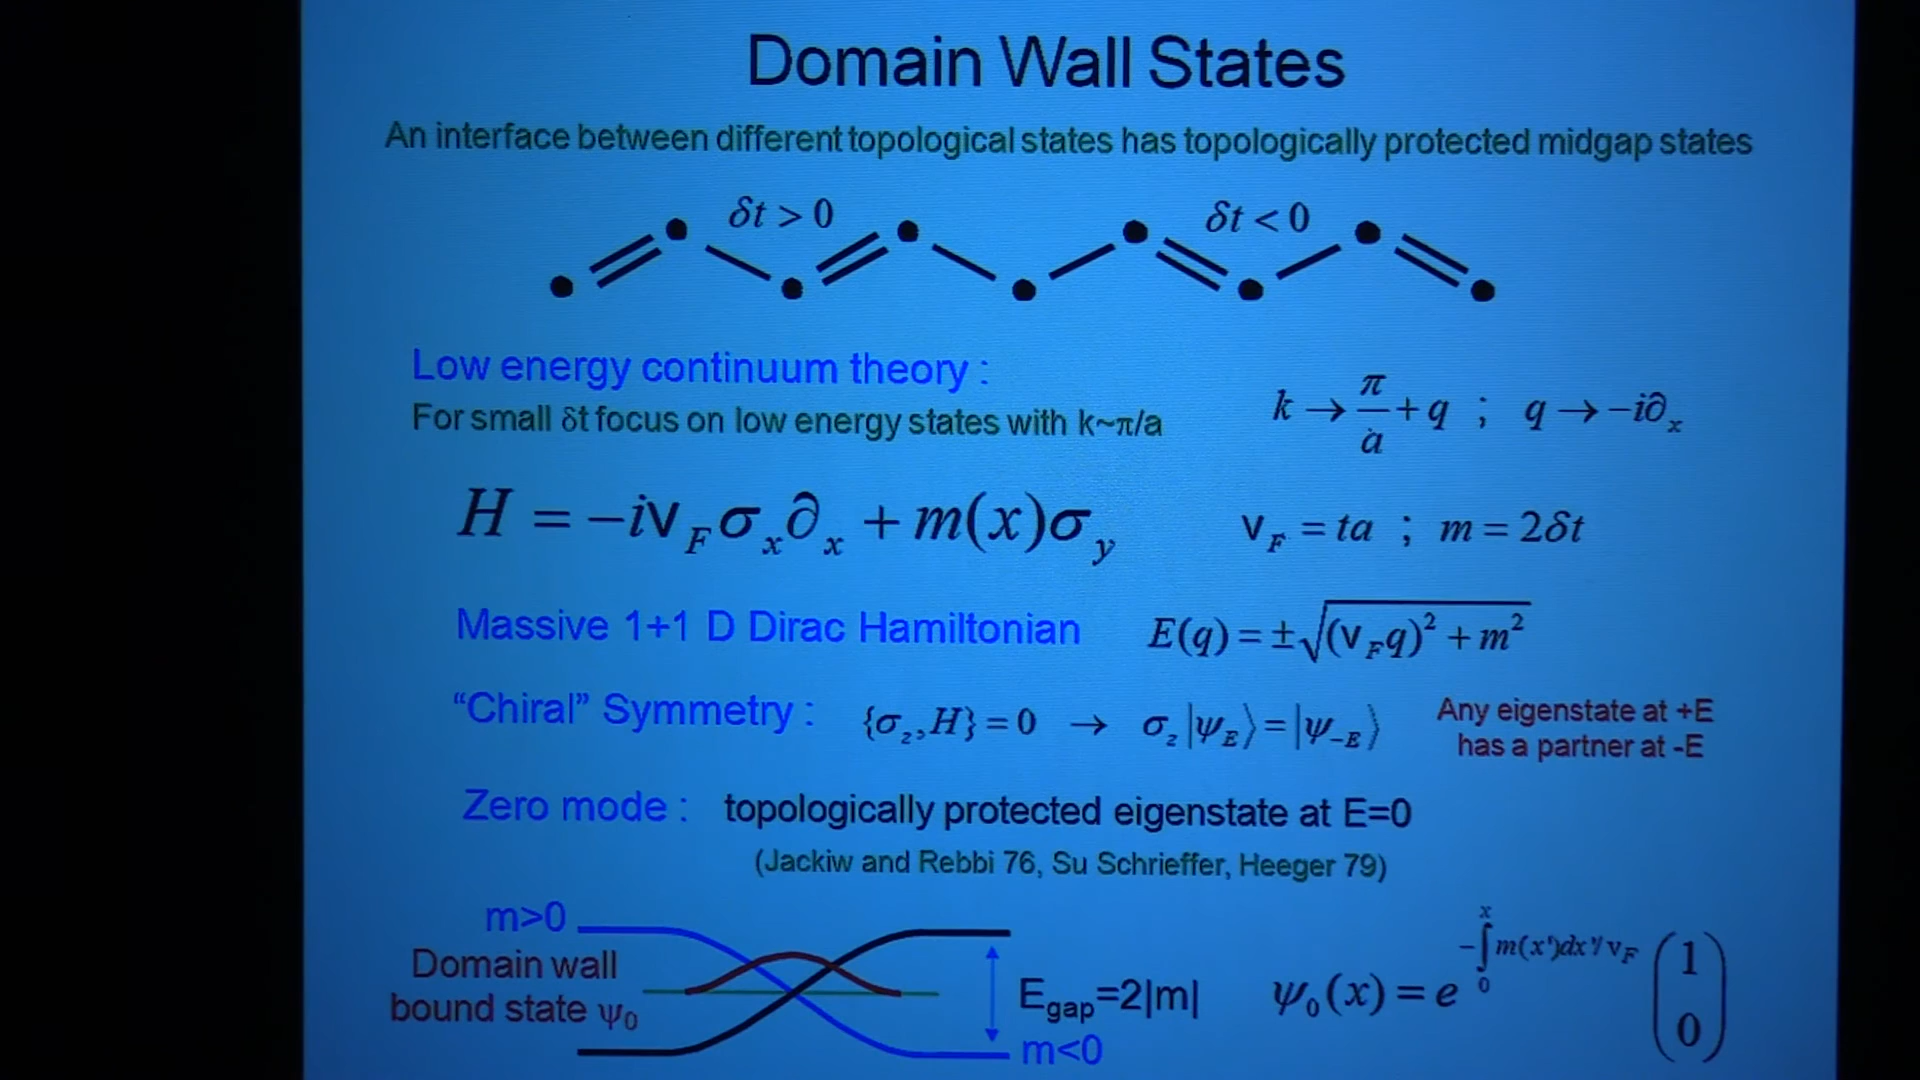 Domain Wall States
An interface between different topological states has topologically protected midgap states
δt > 0
δt < 0
Low energy continuum theory :
For small δt focus on low energy states with k~π/a
k → π/a + q ; q → −i∂ₓ
H = −iv_F σₓ∂ₓ + m(x)σ_y
v_F = ta ; m = 2δt
Massive 1+1 D Dirac Hamiltonian
E(q) = ±√((v_F q)² + m²)
“Chiral” Symmetry :
{σ_z, H} = 0 → σ_z|ψ_E⟩ = |ψ_−E⟩
Any eigenstate at +E
has a partner at -E
Zero mode : topologically protected eigenstate at E=0
(Jackiw and Rebbi 76, Su Schrieffer, Heeger 79)
m>0
Domain wall
bound state ψ₀
E_gap=2|m|
m<0
ψ₀(x) = e^(−∫₀ˣ m(x')dx'/v_F) (1 0)